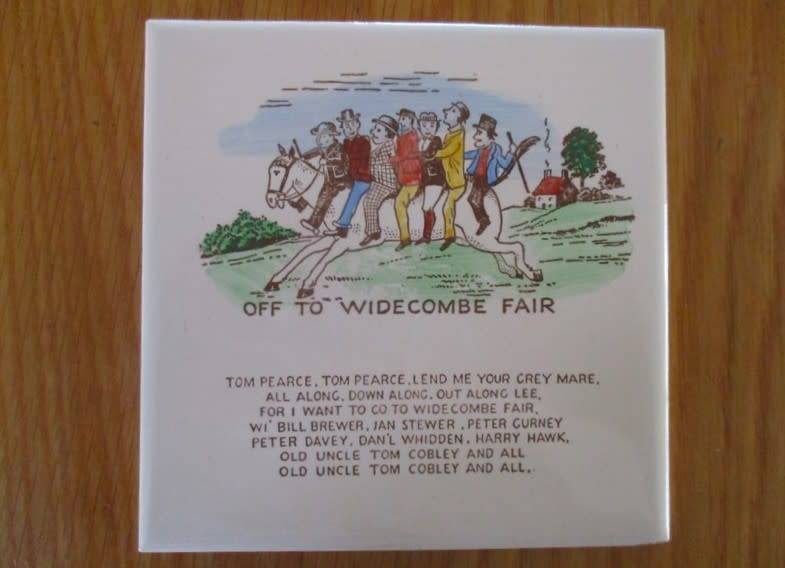 OFF TO WIDECOMBE FAIR
TOM PEARCE, TOM PEARCE, LEND ME YOUR GREY MARE,
ALL ALONG, DOWN ALONG, OUT ALONG LEE,
FOR I WANT TO GO TO WIDECOMBE FAIR,
WI' BILL BREWER, JAN STEWER, PETER GURNEY
PETER DAVEY, DAN'L WHIDDEN, HARRY HAWK,
OLD UNCLE TOM COBLEY AND ALL
OLD UNCLE TOM COBLEY AND ALL.